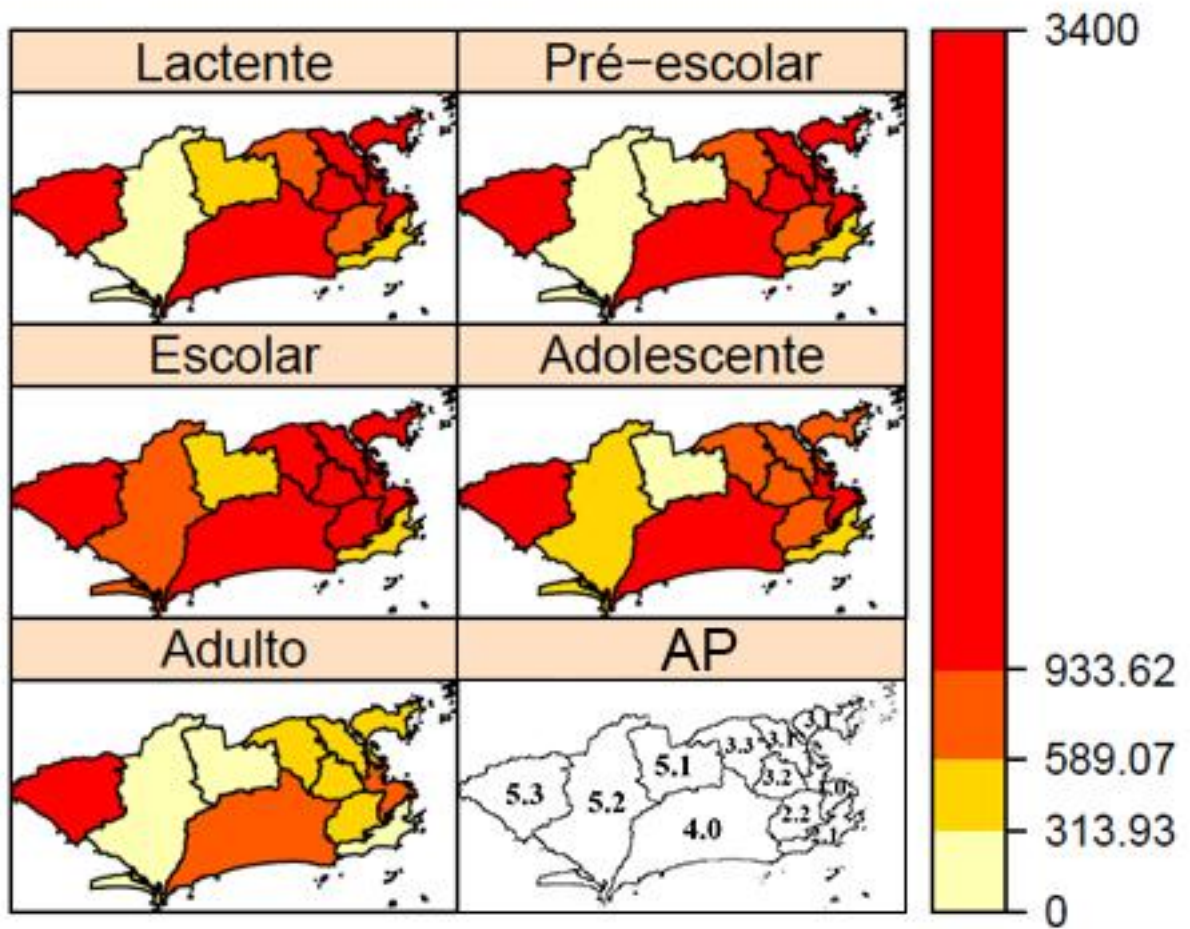 Lactente
Pré-escolar
Escolar
Adolescente
Adulto
AP
5.3
5.2
5.1
4.0
3.3
3.1
3.2
2.2
3400
933.62
589.07
313.93
0